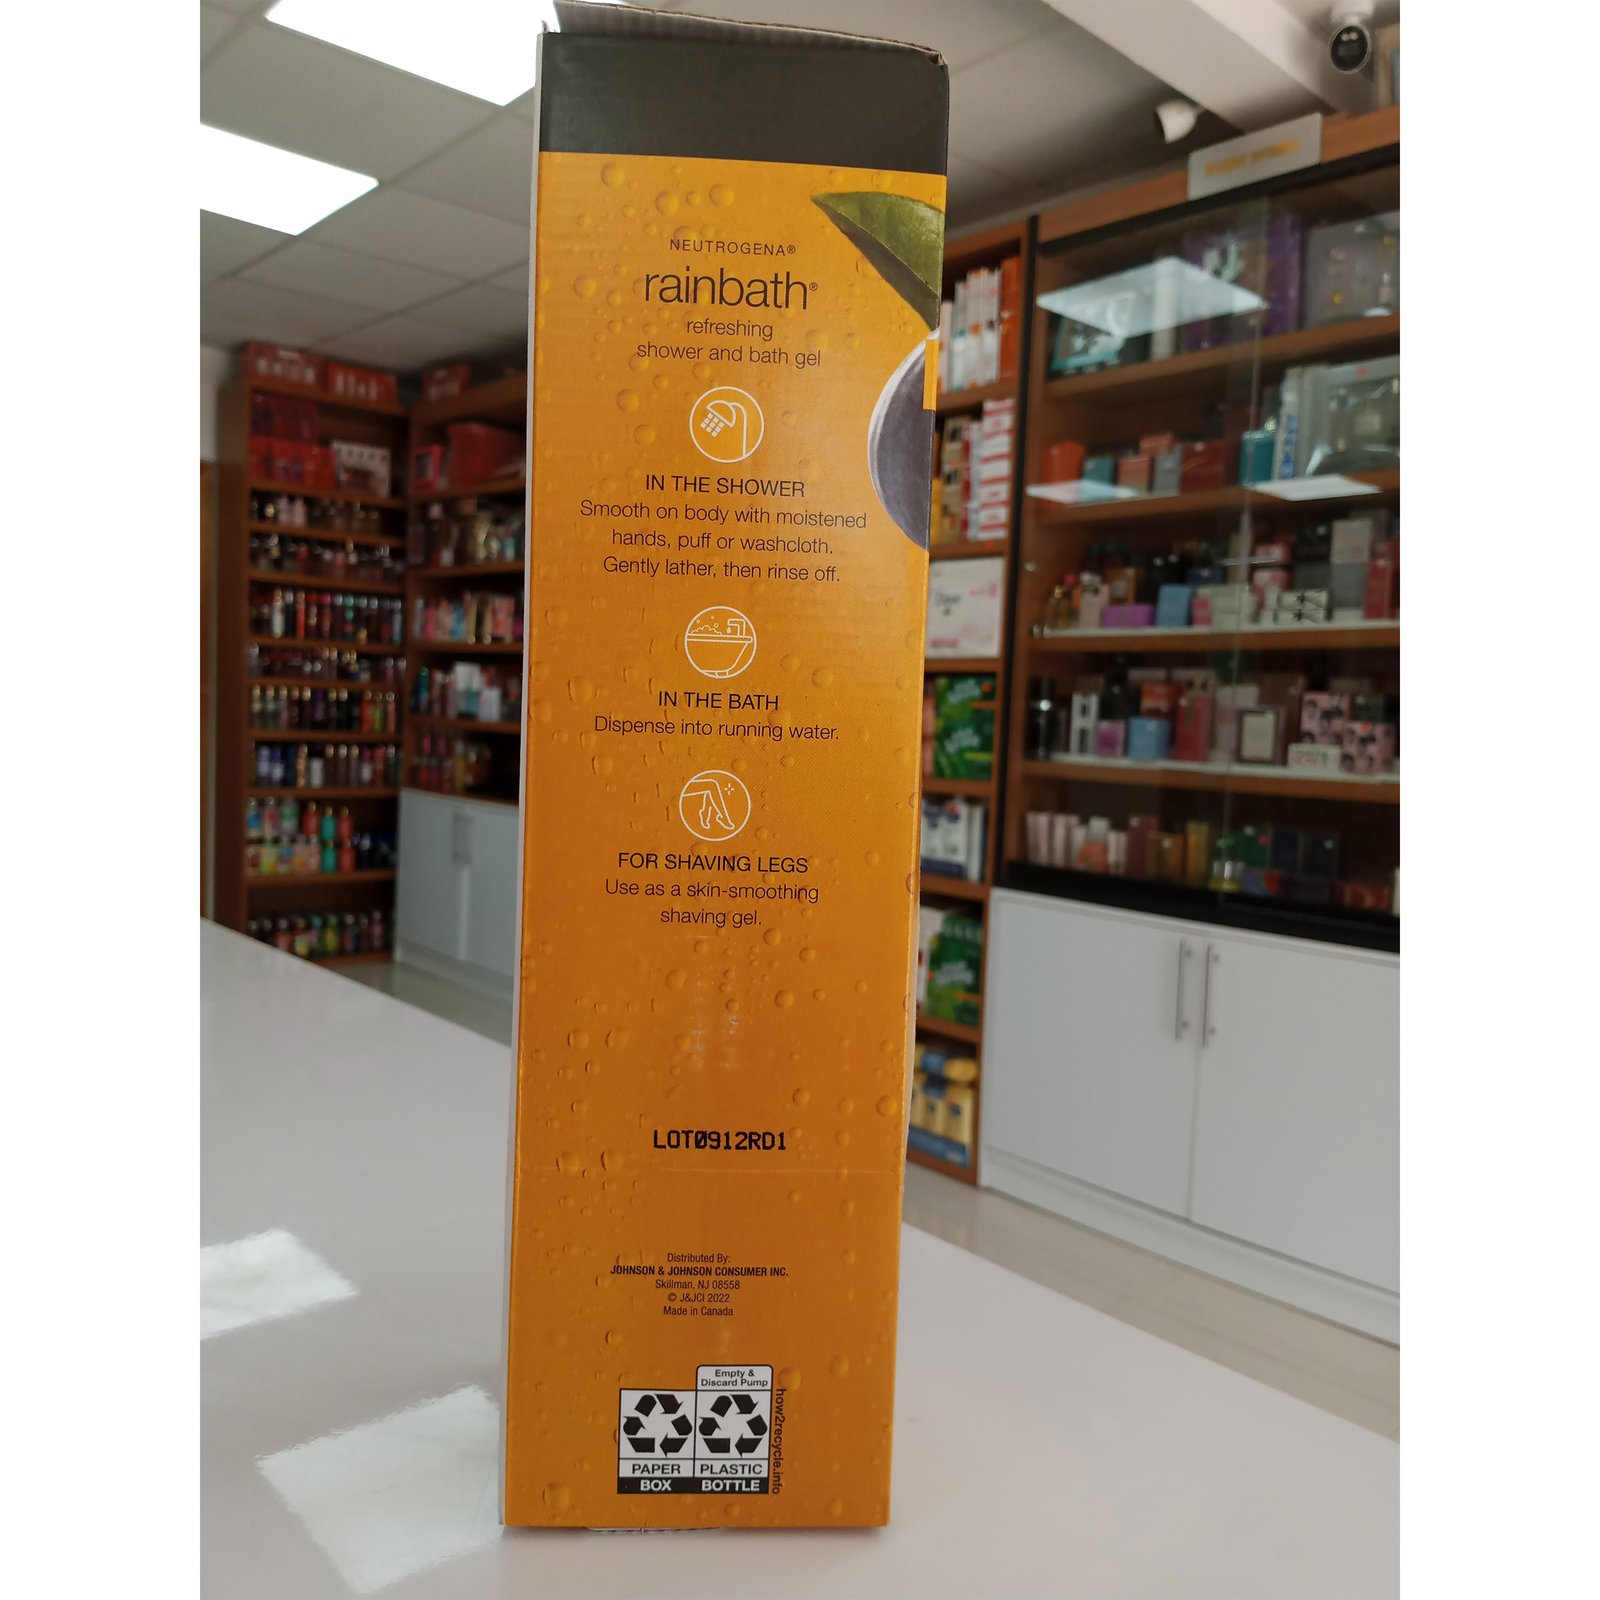 NEUTROGENA®
rainbath®
refreshing
shower and bath gel
IN THE SHOWER
Smooth on body with moistened
hands, puff or washcloth.
Gently lather, then rinse off.
IN THE BATH
Dispense into running water.
FOR SHAVING LEGS
Use as a skin-smoothing
shaving gel.
LOT0912RD1
Distributed By:
JOHNSON & JOHNSON CONSUMER INC.
Skillman, NJ 08558
© J&JCI 2022
Made in Canada
Empty &
Discard Pump
PAPER
BOX
PLASTIC
BOTTLE
how2recycle.info